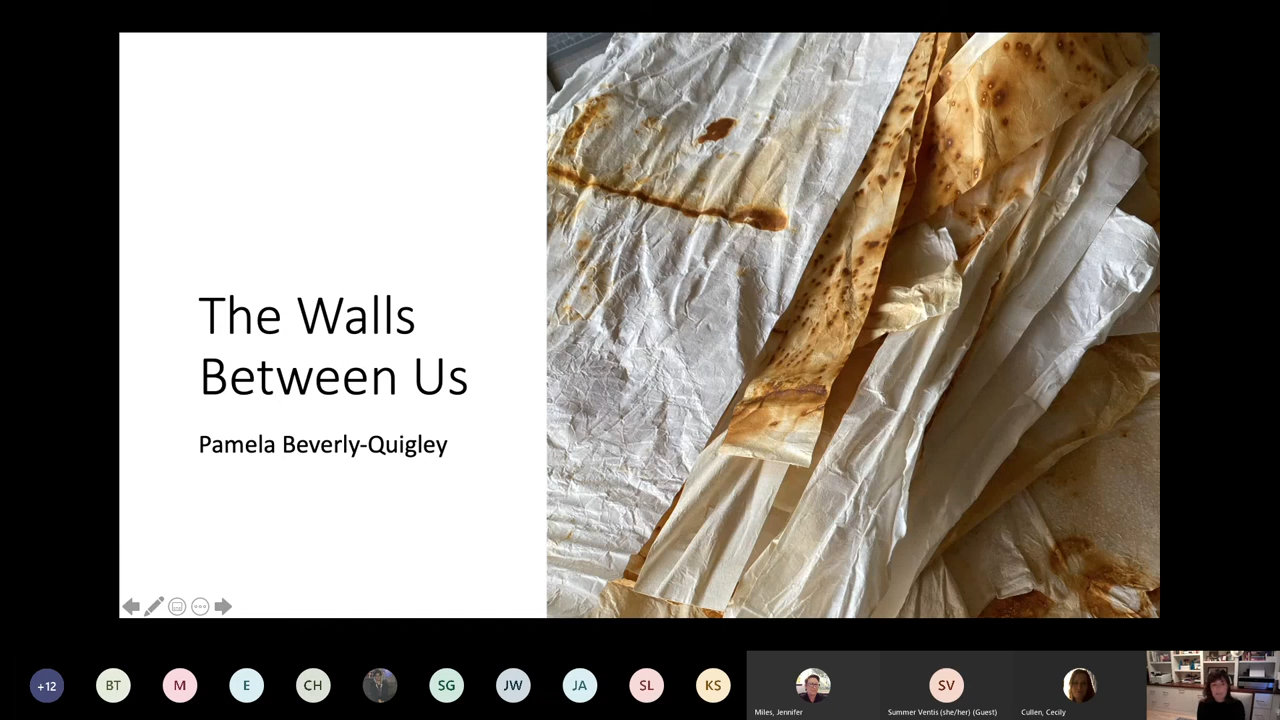 The Walls
Between Us
Pamela Beverly-Quigley
+12
BT
M
E
CH
SG
JW
JA
SL
KS
SV
Miles, Jennifer
Summer Ventis (she/her) (Guest)
Cullen, Cecily